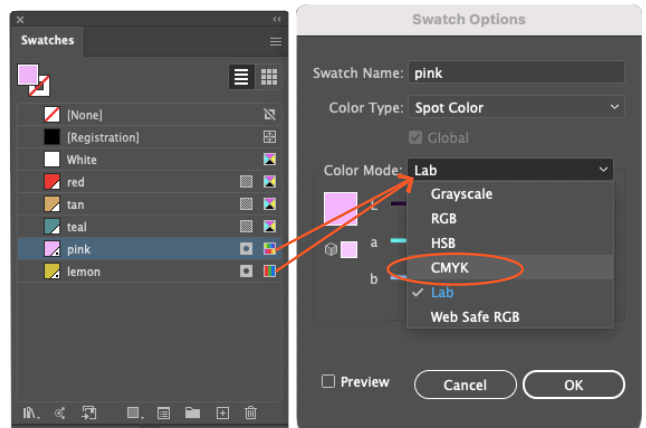 Swatches
[None]
[Registration]
White
red
tan
teal
pink
lemon
Swatch Options
Swatch Name: pink
Color Type: Spot Color
Global
Color Mode: Lab
Grayscale
L
RGB
a HSB
CMYK
b
Lab
Web Safe RGB
Preview
Cancel
OK